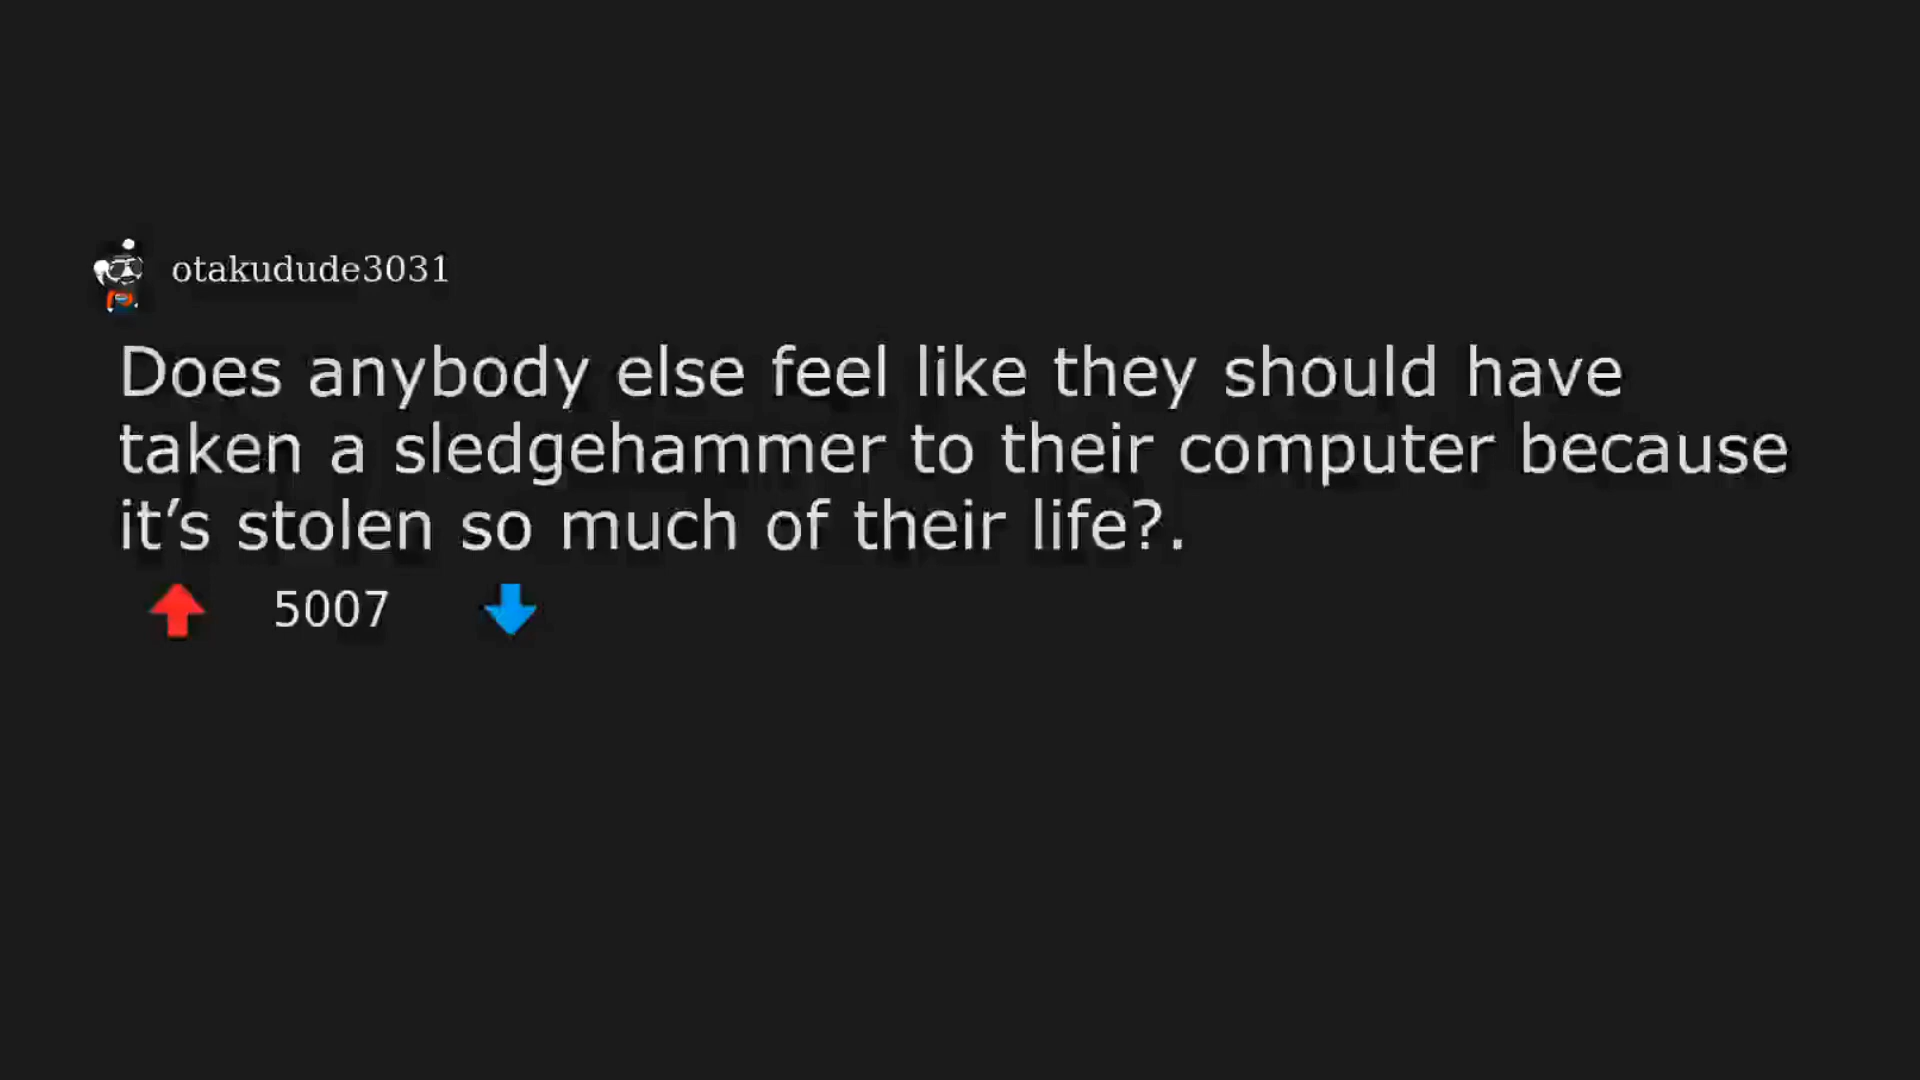 otakudude3031
Does anybody else feel like they should have
taken a sledgehammer to their computer because
it’s stolen so much of their life?.
5007